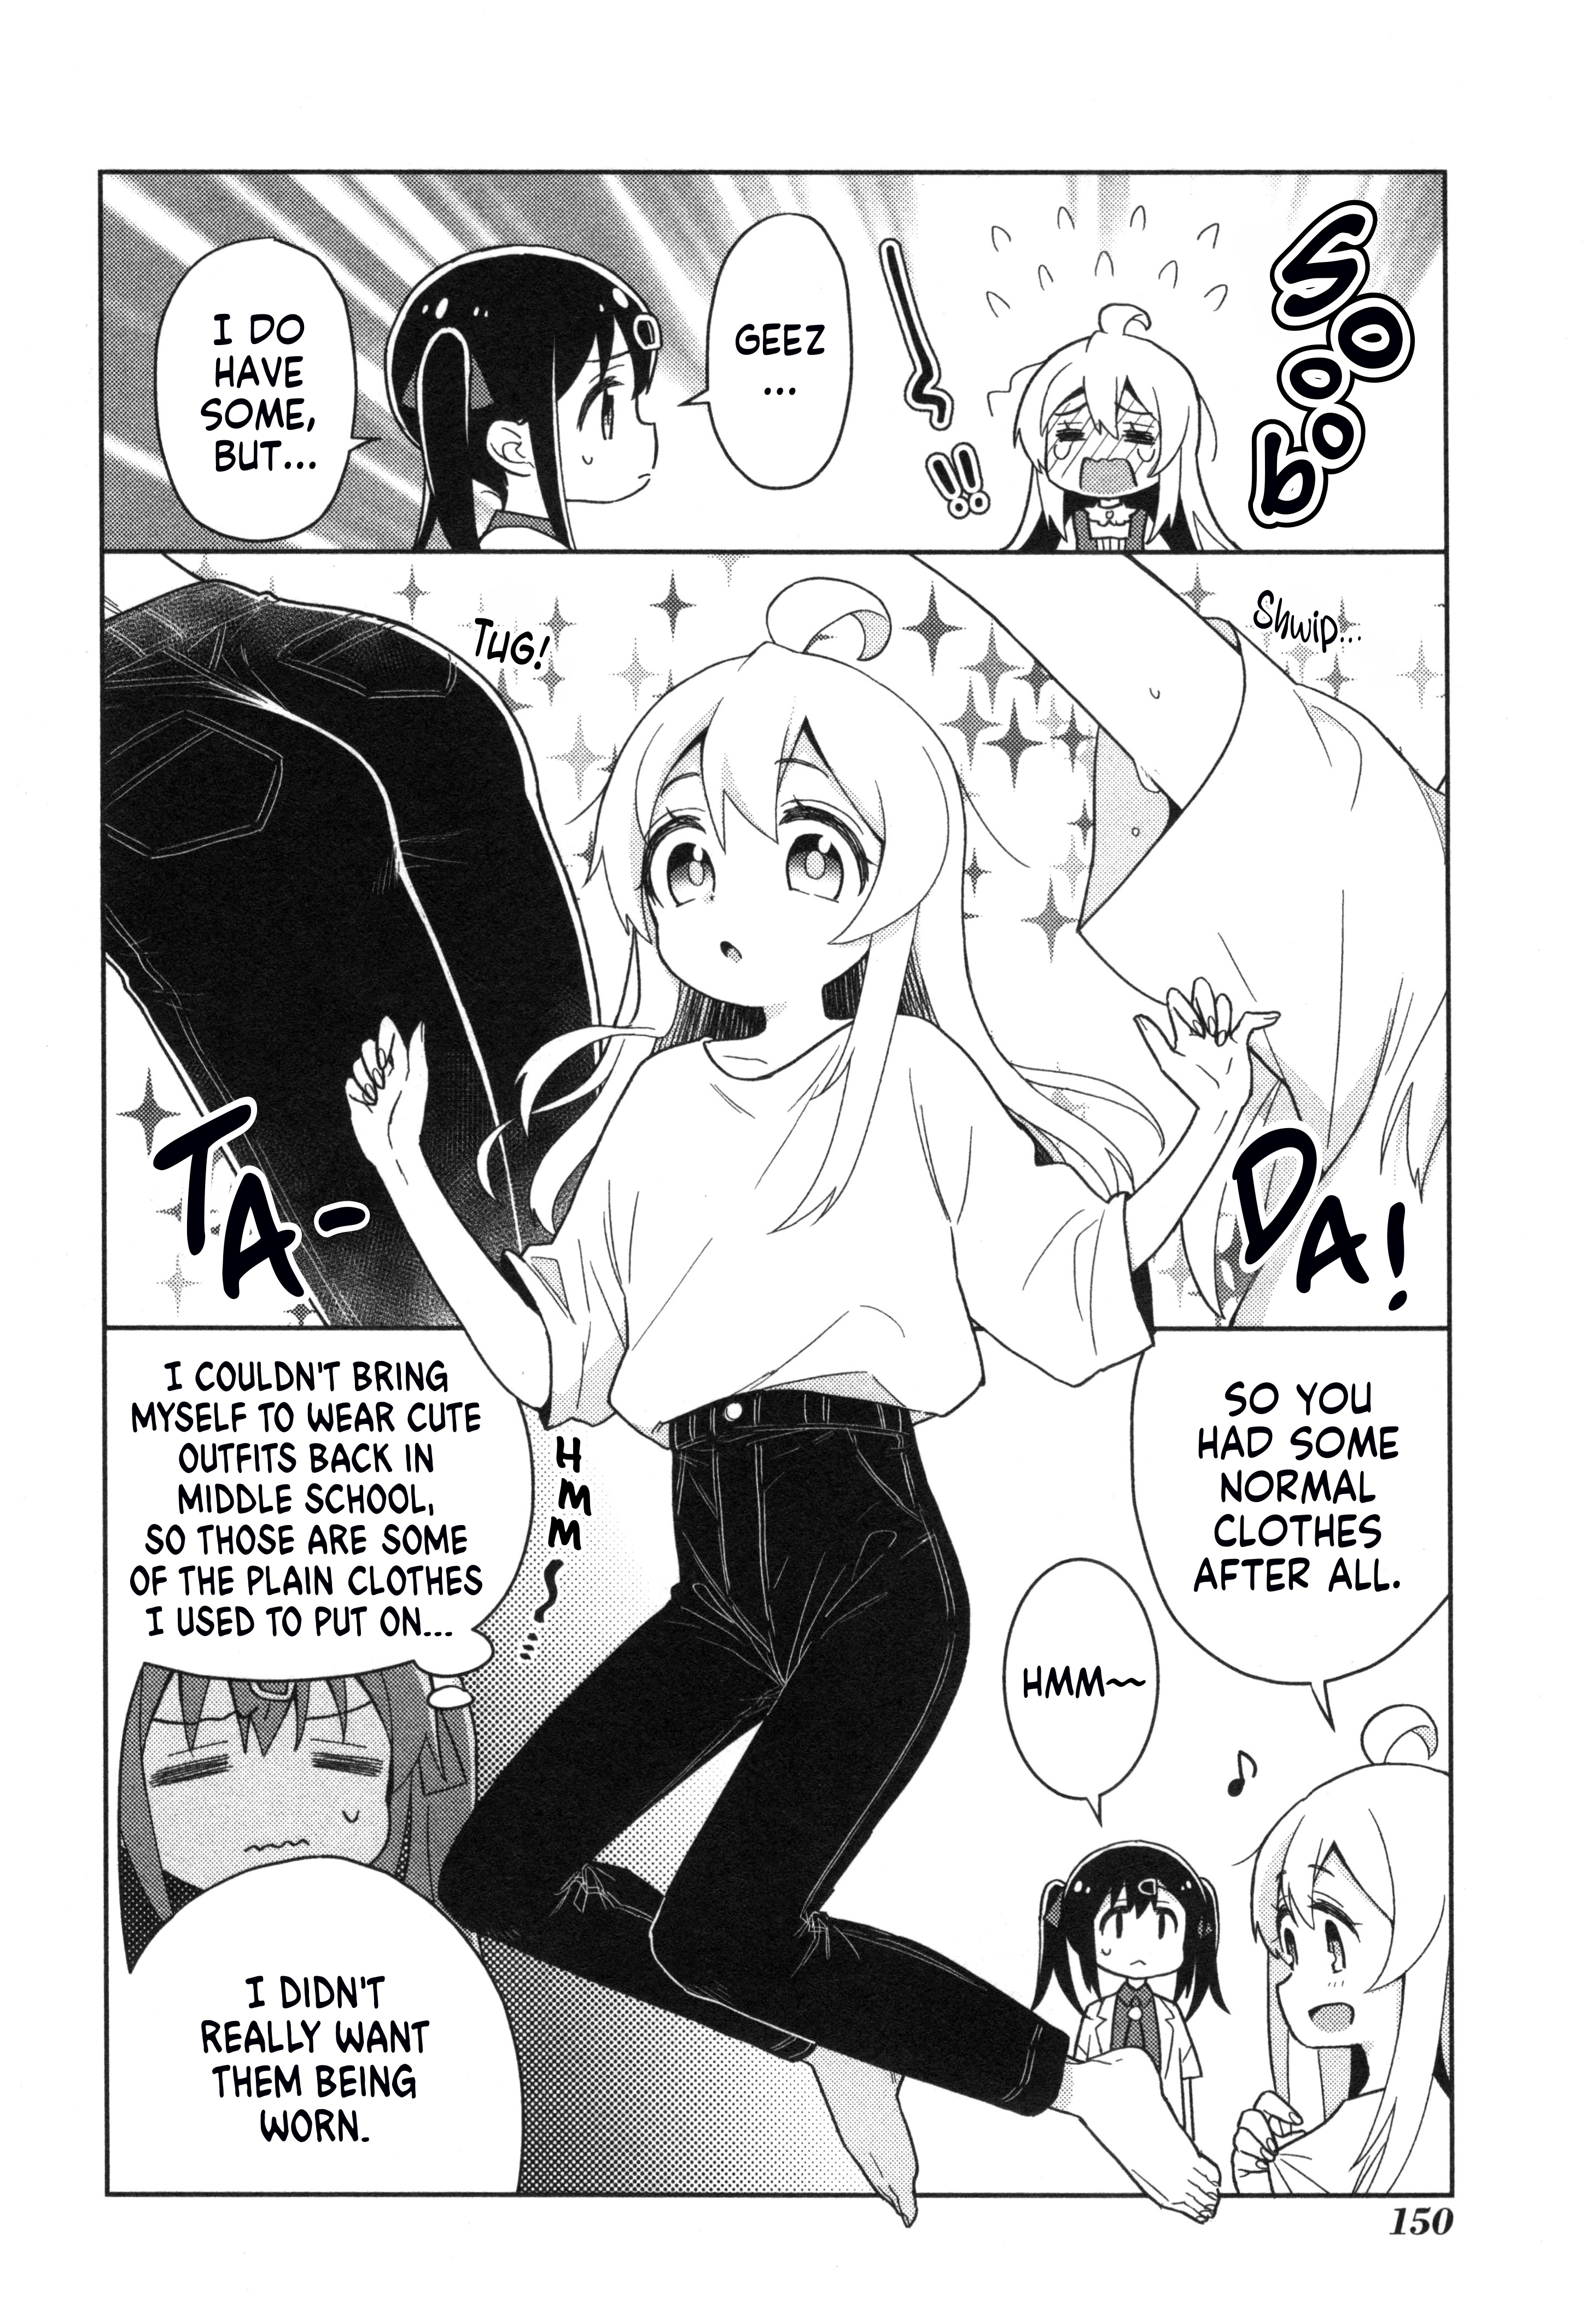 SOoob
GEEZ
...
I DO
HAVE
SOME,
BUT...
Shwip...
TUG!
TA-
DA!
SO YOU
HAD SOME
NORMAL
CLOTHES
AFTER ALL.
HMM~~
HMM
I COULDN'T BRING
MYSELF TO WEAR CUTE
OUTFITS BACK IN
MIDDLE SCHOOL,
SO THOSE ARE SOME
OF THE PLAIN CLOTHES
I USED TO PUT ON...
I DIDN'T
REALLY WANT
THEM BEING
WORN.
150